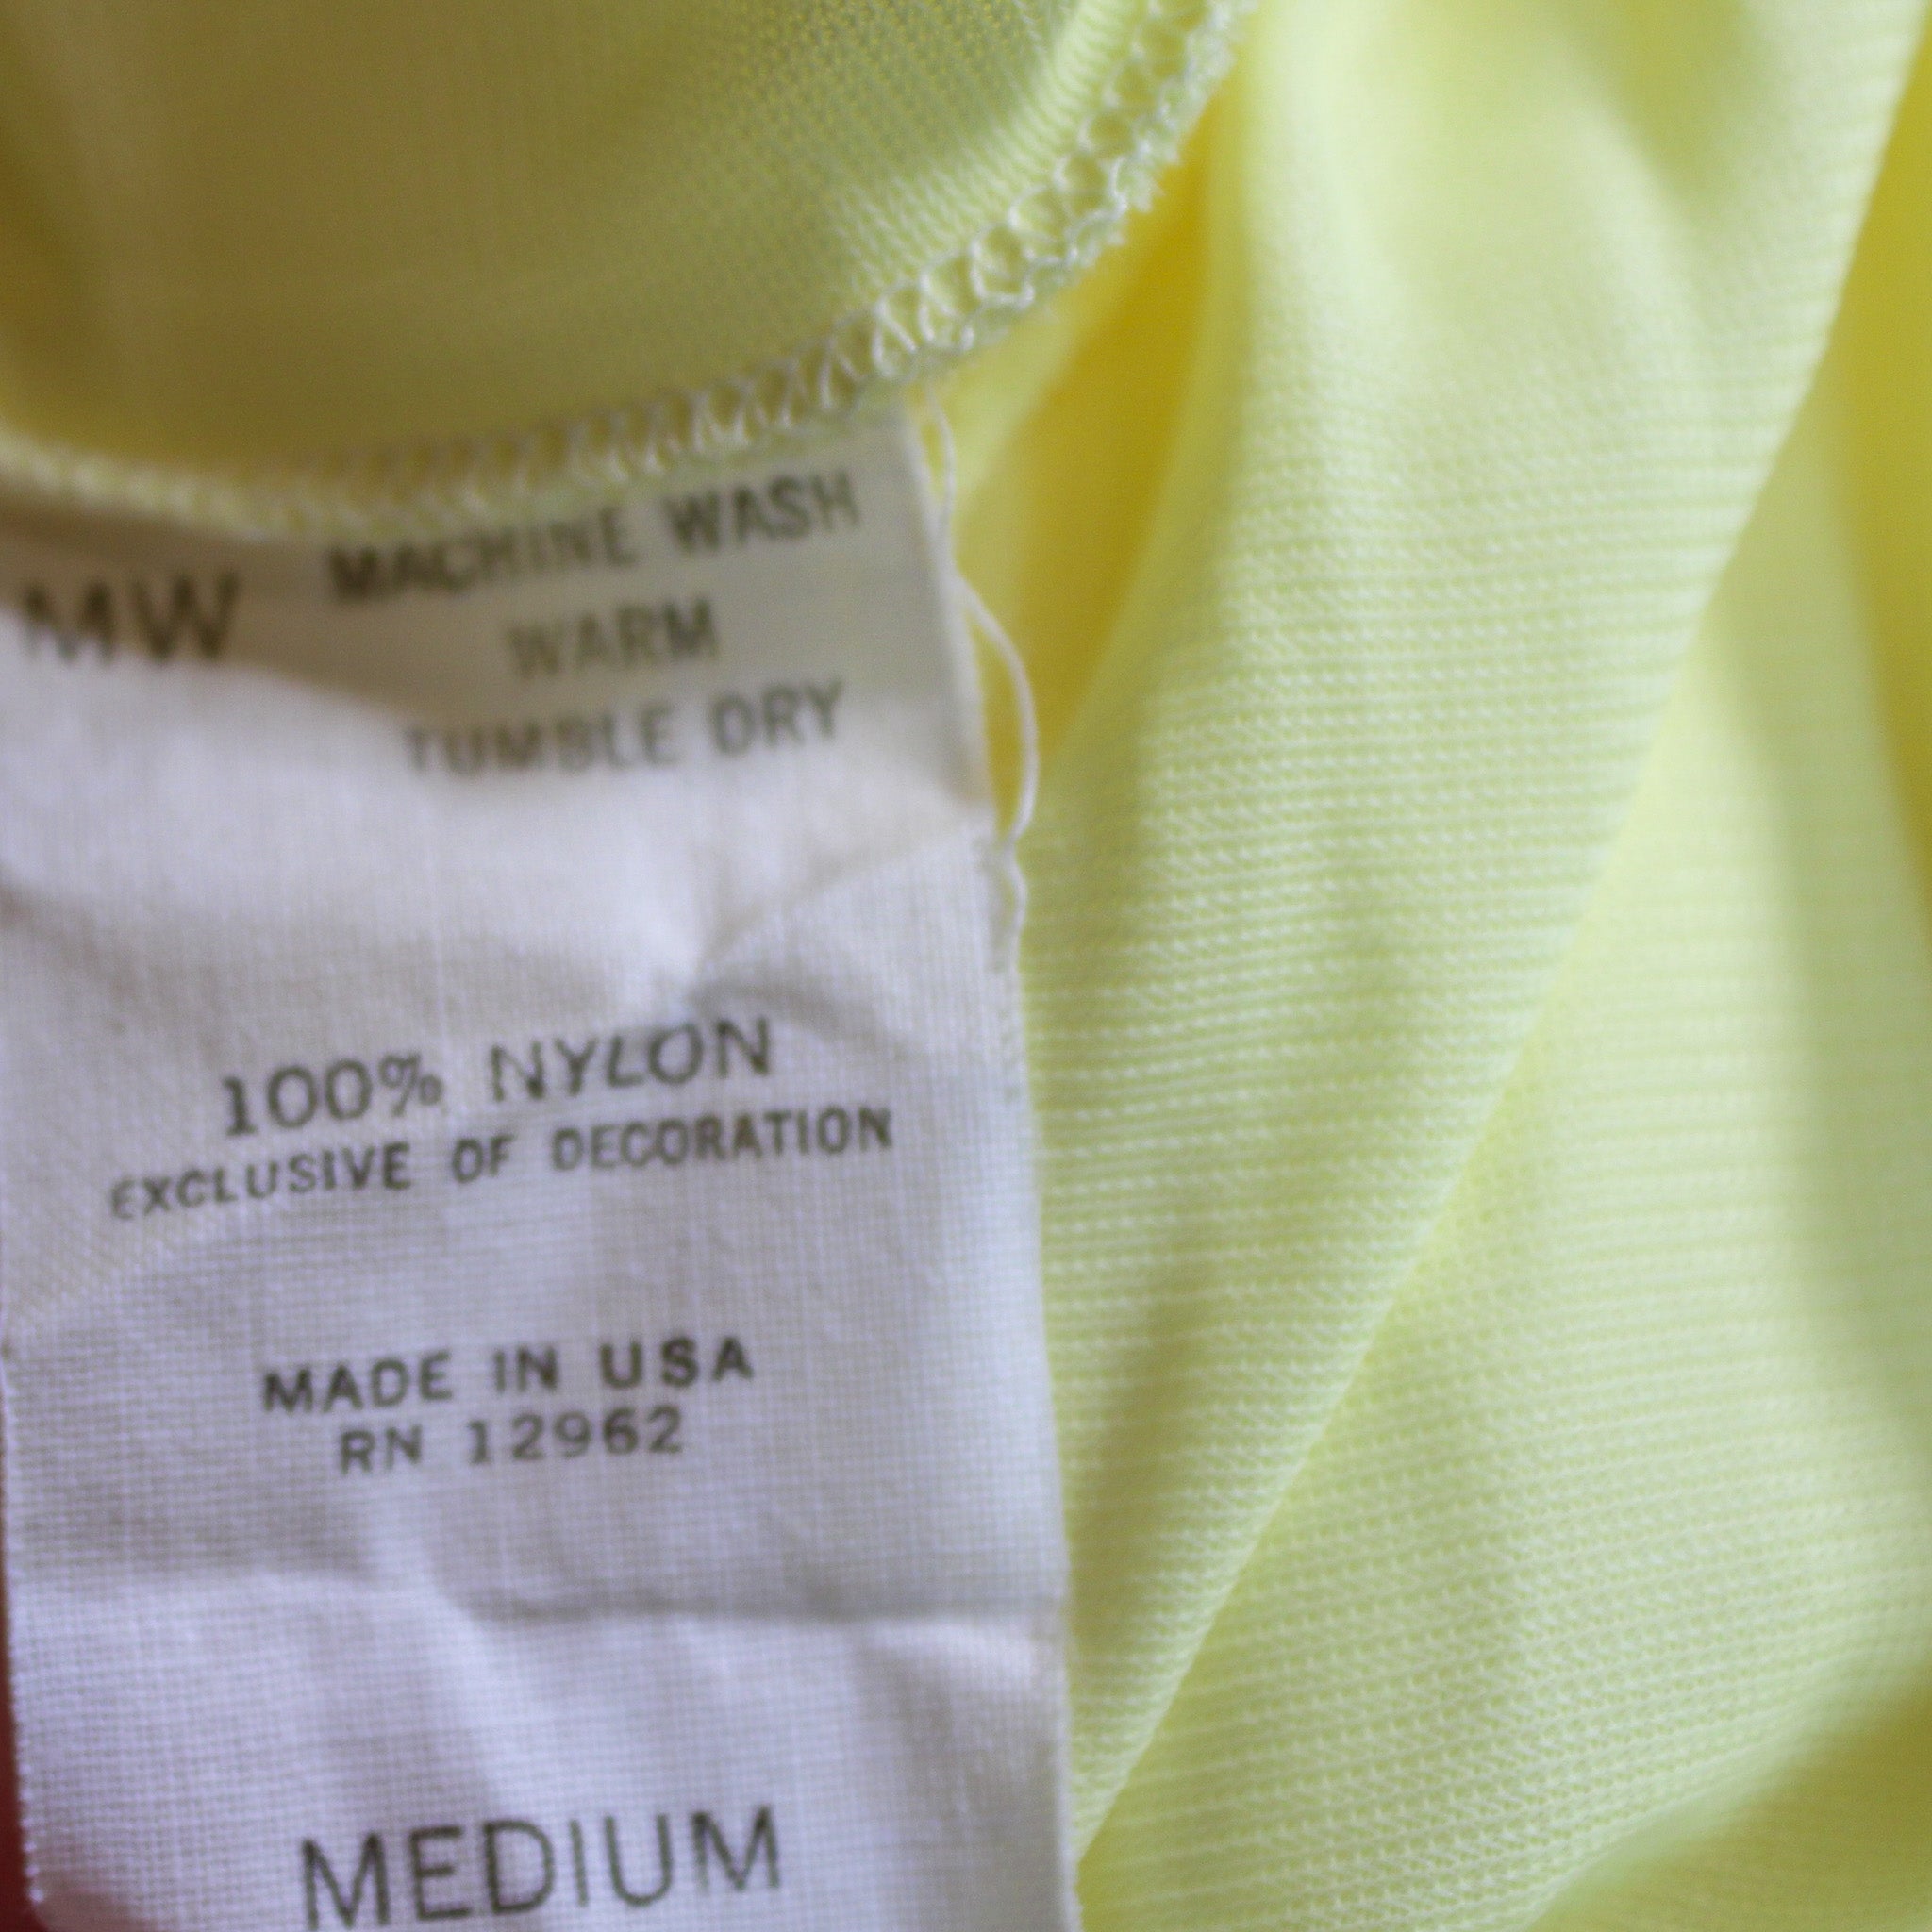 MW
MACHINE WASH
WARM
TUMBLE DRY
100% NYLON
EXCLUSIVE OF DECORATION
MADE IN USA
RN 12962
MEDIUM